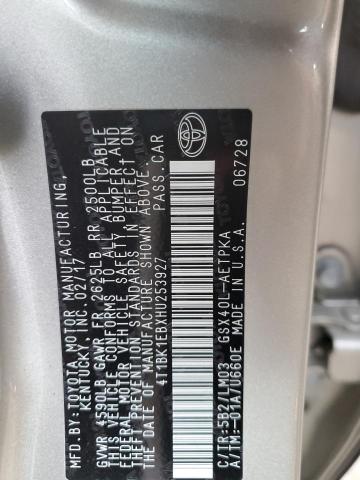 MFD.BY:TOYOTA MOTOR MANUFACTURING,
KENTUCKY, INC. 02/17
GVWR 4590LB GAWR FR 2625LB RR 2500LB
THIS VEHICLE CONFORMS TO ALL APPLICABLE
FEDERAL MOTOR VEHICLE SAFETY, BUMPER, AND
THEFT PREVENTION STANDARDS IN EFFECT ON
THE DATE OF MANUFACTURE SHOWN ABOVE.
4T1BK1EBXHU253927 PASS.CAR
C/TR:5B2/LM03 GSX40L-AETPKA
A/TM:-01A/U660E MADE IN U.S.A.
06728